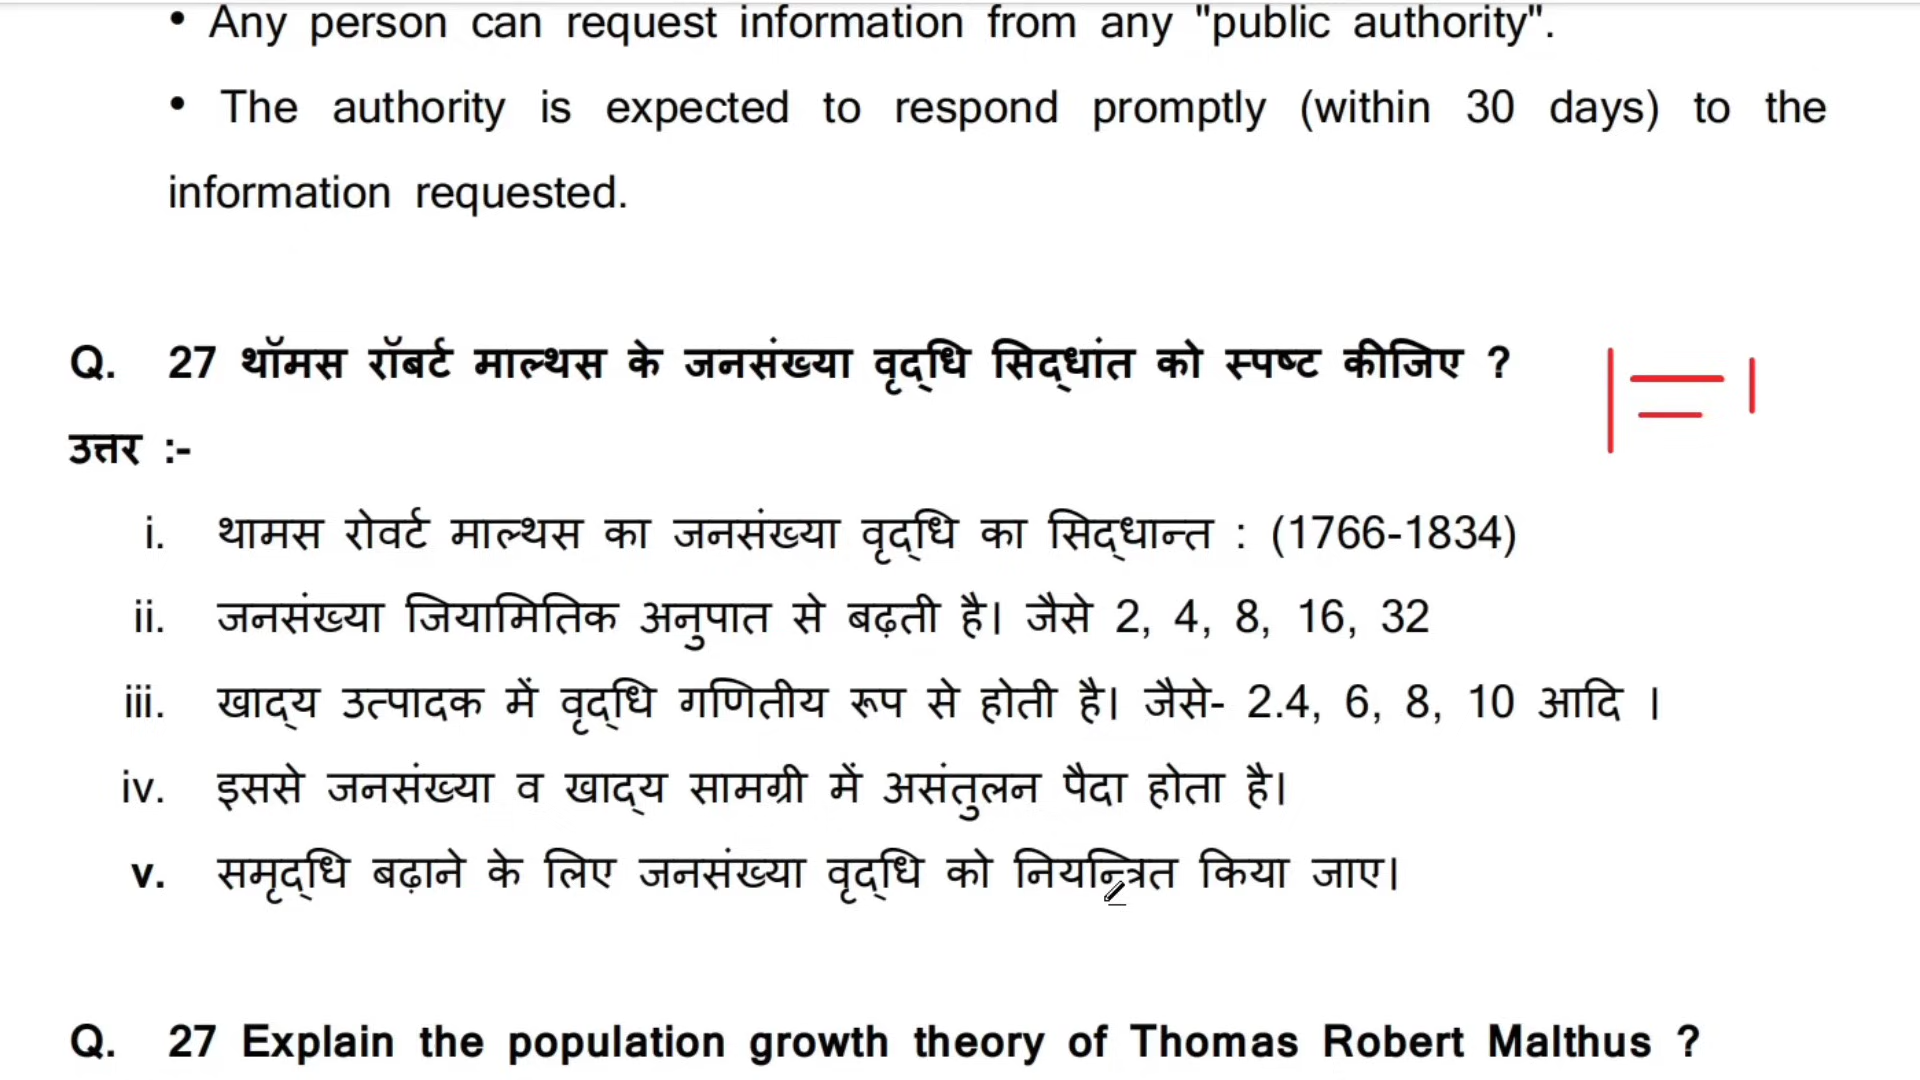 • Any person can request information from any "public authority".
• The authority is expected to respond promptly (within 30 days) to the
information requested.
Q. 27 थॉमस रॉबर्ट माल्थस के जनसंख्या वृद्धि सिद्धांत को स्पष्ट कीजिए ?
उत्तर :-
i. थामस रोवर्ट माल्थस का जनसंख्या वृद्धि का सिद्धान्त : (1766-1834)
ii. जनसंख्या जियामितिक अनुपात से बढ़ती है। जैसे 2, 4, 8, 16, 32
iii. खाद्य उत्पादक में वृद्धि गणितीय रूप से होती है। जैसे- 2.4, 6, 8, 10 आदि ।
iv. इससे जनसंख्या व खाद्य सामग्री में असंतुलन पैदा होता है।
v. समृद्धि बढ़ाने के लिए जनसंख्या वृद्धि को नियन्त्रित किया जाए।
Q. 27 Explain the population growth theory of Thomas Robert Malthus ?